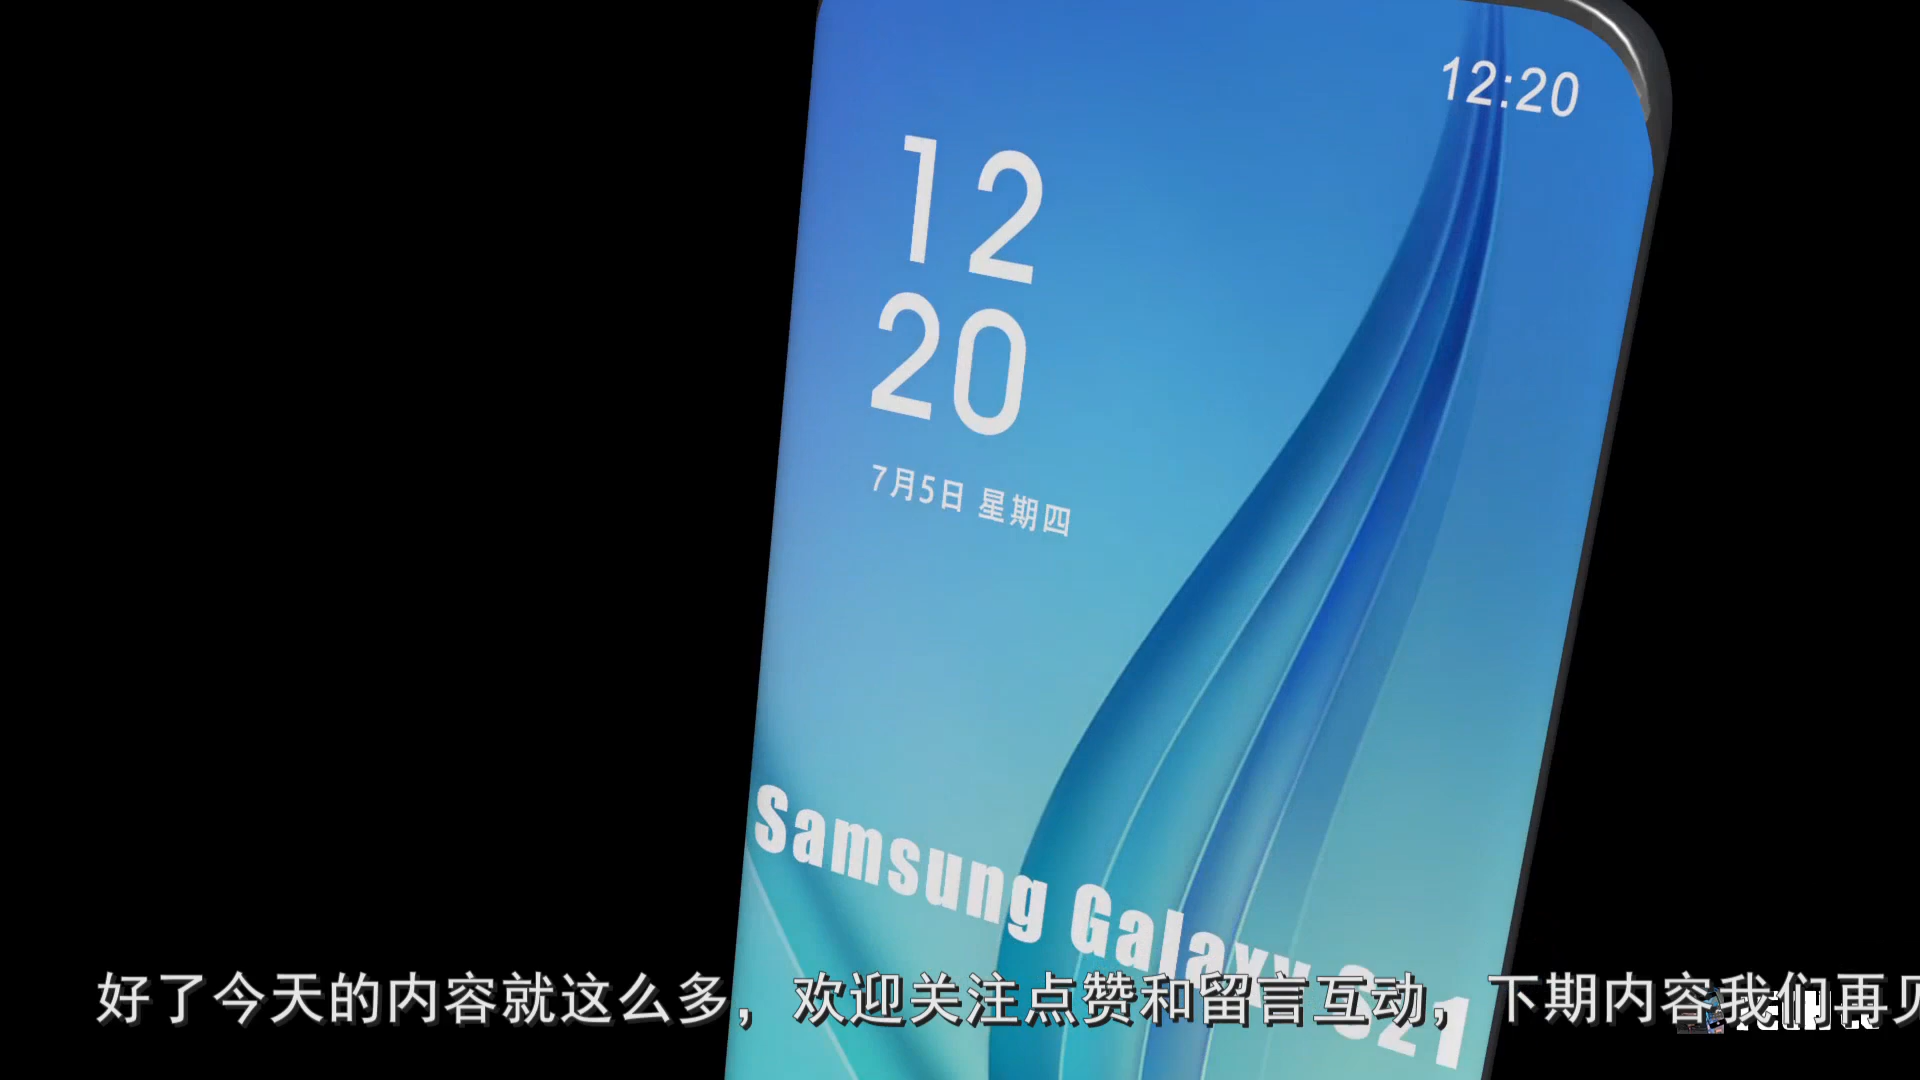 12:20
12
20
7月5日 星期四
Samsung Galaxy S21
好了今天的内容就这么多，欢迎关注点赞和留言互动，下期内容我们再见